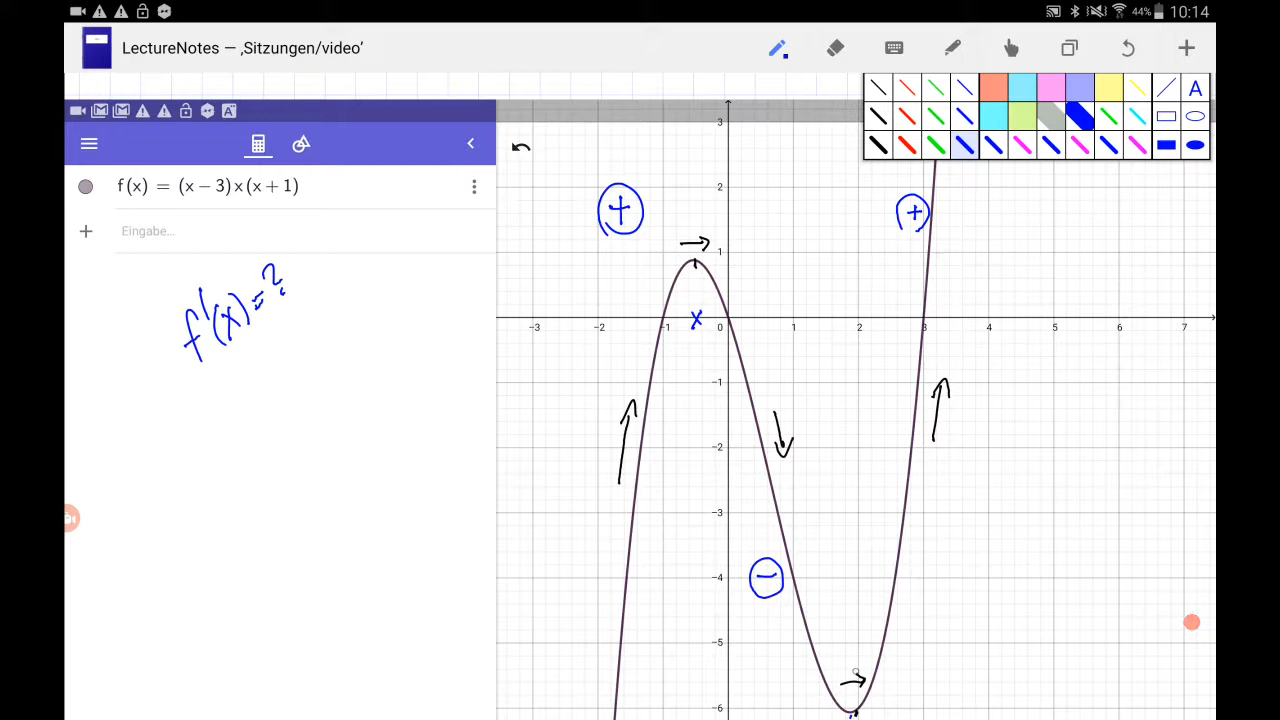 44% 10:14
LectureNotes — ‚Sitzungen/video’
A
f(x) = (x − 3) x (x + 1)
Eingabe…
f'(x) = ?
+
+
x
−
3
2
1
−3 −2 −1 0 1 2 3 4 5 6 7
−1
−2
−3
−4
−5
−6